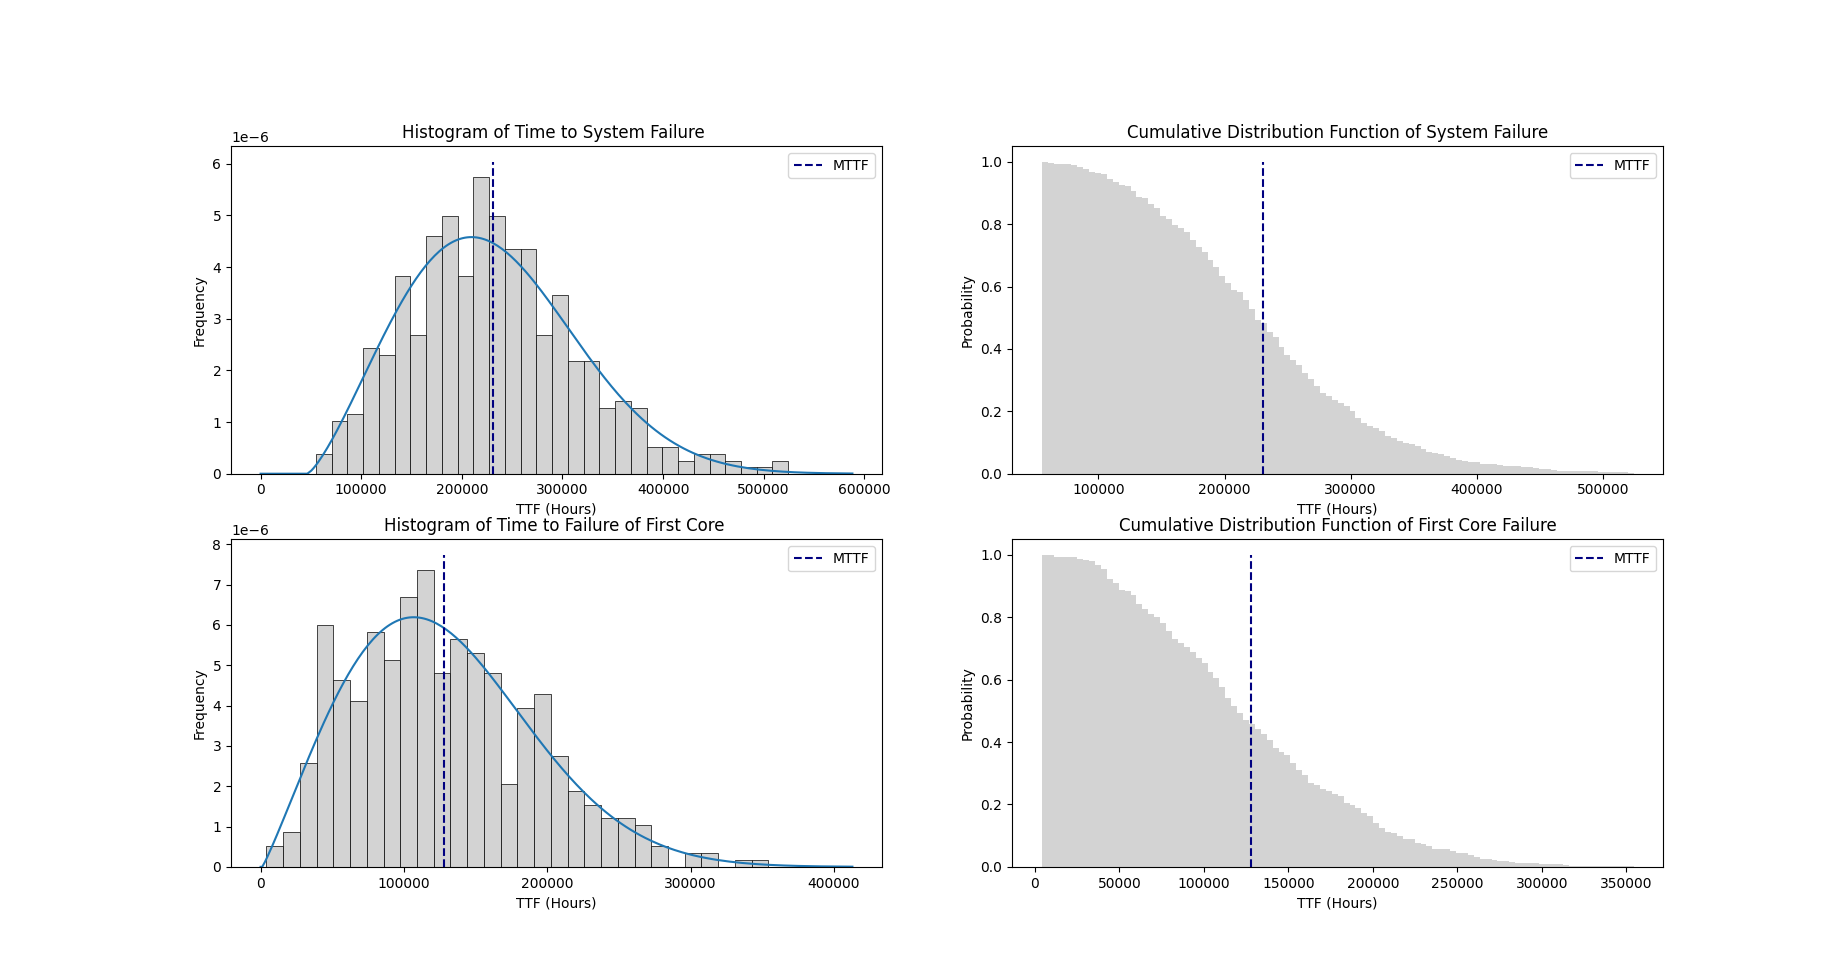 Histogram of Time to System Failure
1e−6
MTTF
6
5
4
3
2
1
0
Frequency
0 100000 200000 300000 400000 500000 600000
TTF (Hours)
Cumulative Distribution Function of System Failure
MTTF
1.0
0.8
0.6
0.4
0.2
0.0
Probability
100000 200000 300000 400000 500000
TTF (Hours)
Histogram of Time to Failure of First Core
1e−6
MTTF
8
7
6
5
4
3
2
1
0
Frequency
0 100000 200000 300000 400000
TTF (Hours)
Cumulative Distribution Function of First Core Failure
MTTF
1.0
0.8
0.6
0.4
0.2
0.0
Probability
0 50000 100000 150000 200000 250000 300000 350000
TTF (Hours)